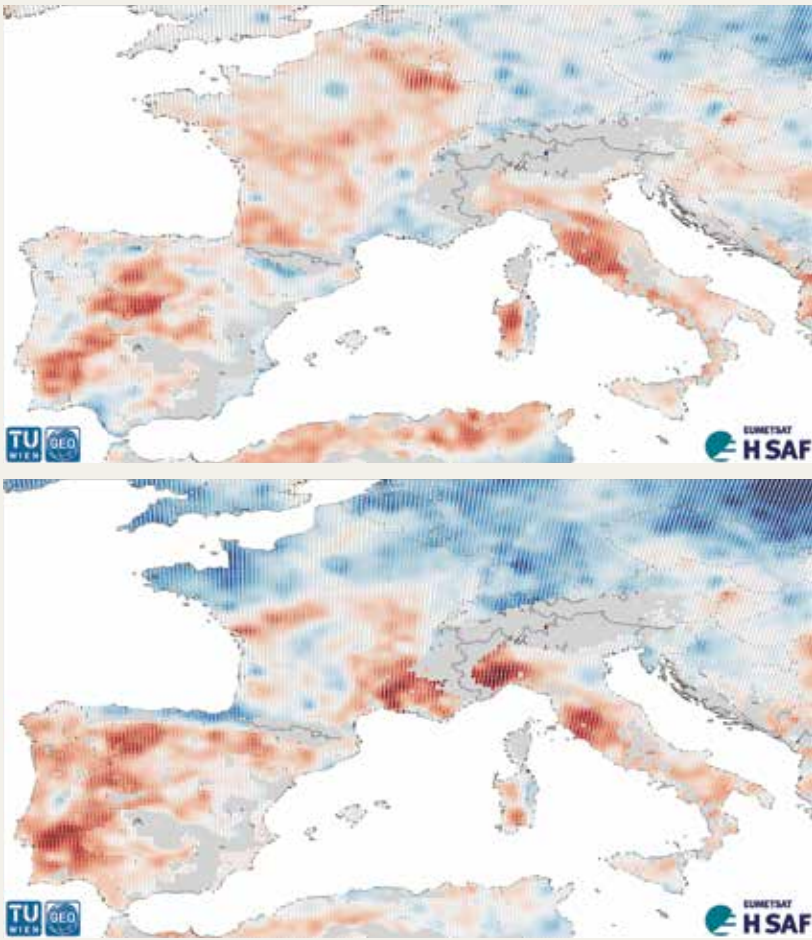 TU
WIEN
GEO
EUMETSAT
H SAF
TU
WIEN
GEO
EUMETSAT
H SAF